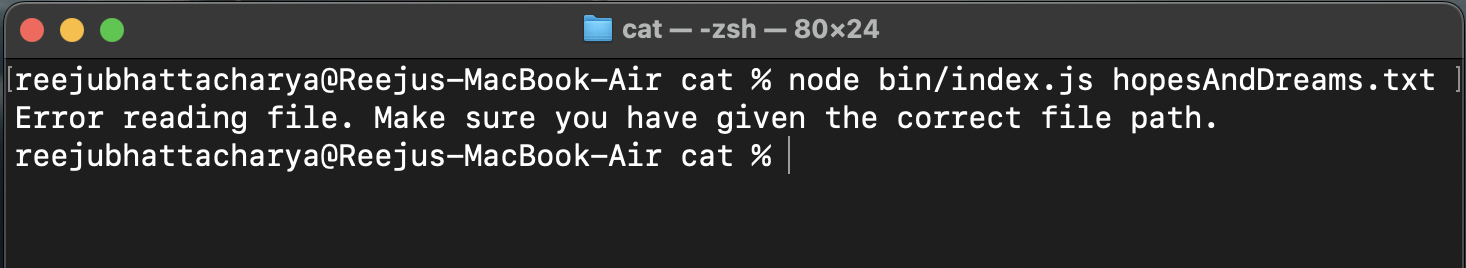 cat — -zsh — 80×24
[reejubhattacharya@Reejus-MacBook-Air cat % node bin/index.js hopesAndDreams.txt ]
Error reading file. Make sure you have given the correct file path.
reejubhattacharya@Reejus-MacBook-Air cat %